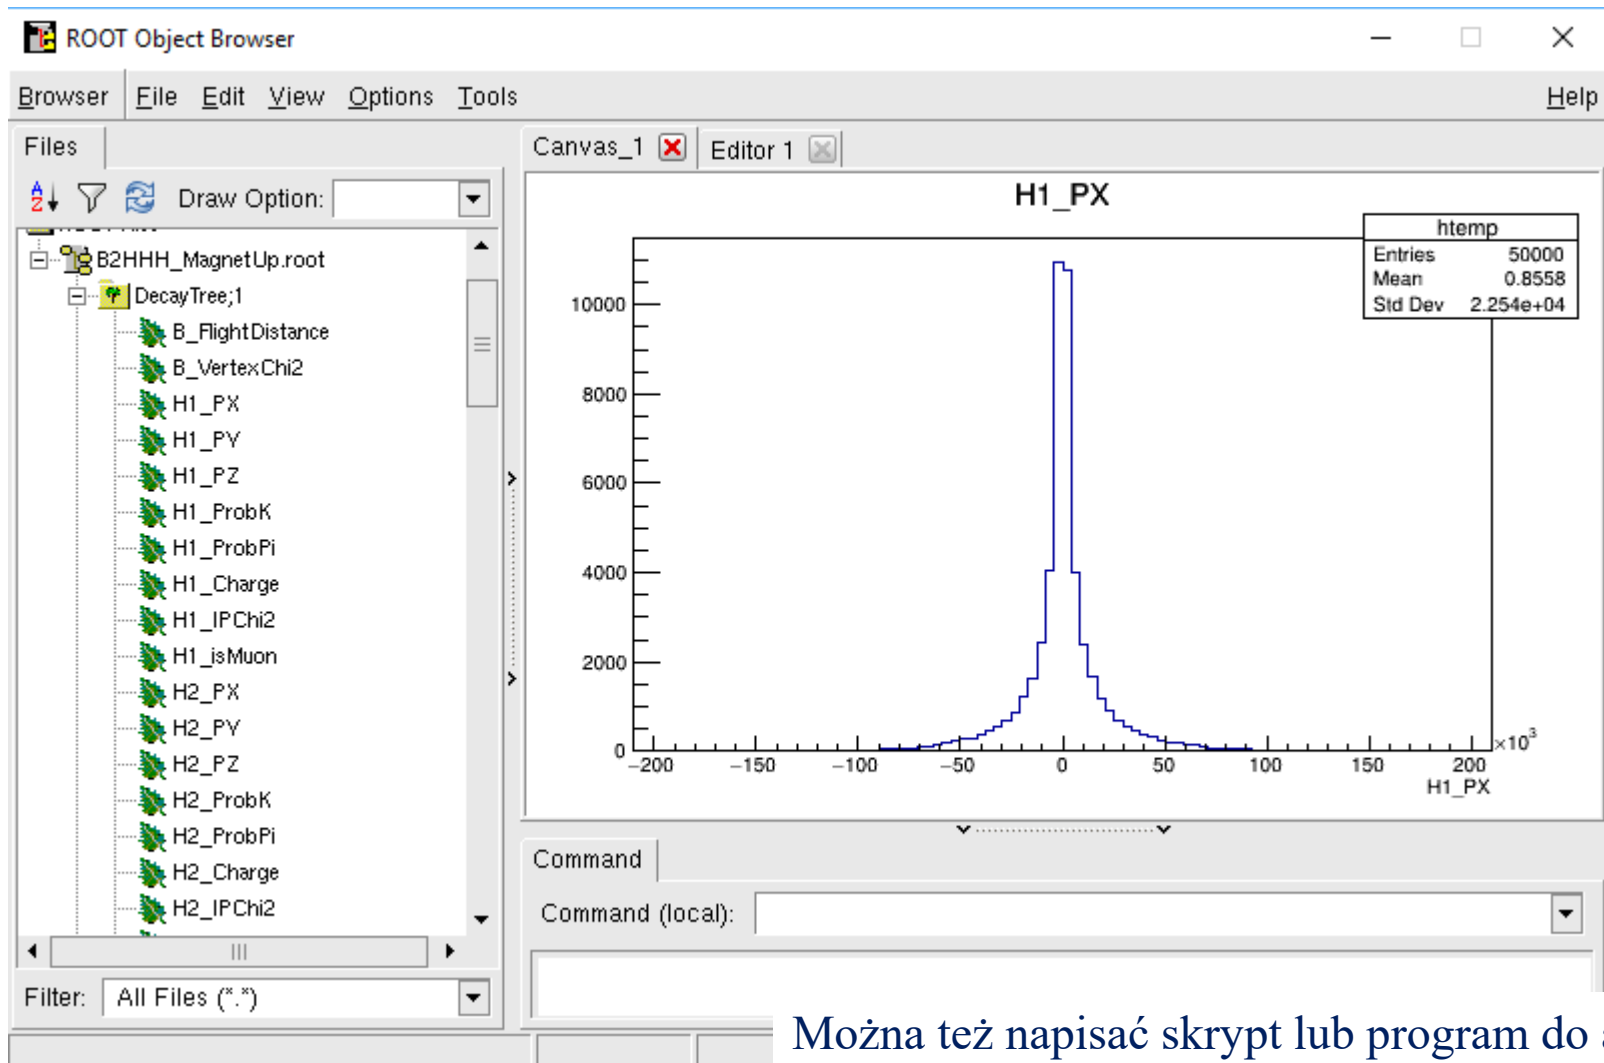 ROOT Object Browser
Browser File Edit View Options Tools Help
Files
Draw Option:
B2HHH_MagnetUp.root
DecayTree;1
B_FlightDistance
B_VertexChi2
H1_PX
H1_PY
H1_PZ
H1_ProbK
H1_ProbPi
H1_Charge
H1_IPChi2
H1_isMuon
H2_PX
H2_PY
H2_PZ
H2_ProbK
H2_ProbPi
H2_Charge
H2_IPChi2
Filter: All Files (*.*)
Canvas_1 Editor 1
H1_PX
htemp
Entries 50000
Mean 0.8558
Std Dev 2.254e+04
10000
8000
6000
4000
2000
0
−200 −150 −100 −50 0 50 100 150 200 ×10³
H1_PX
Command
Command (local):
Można też napisać skrypt lub program do